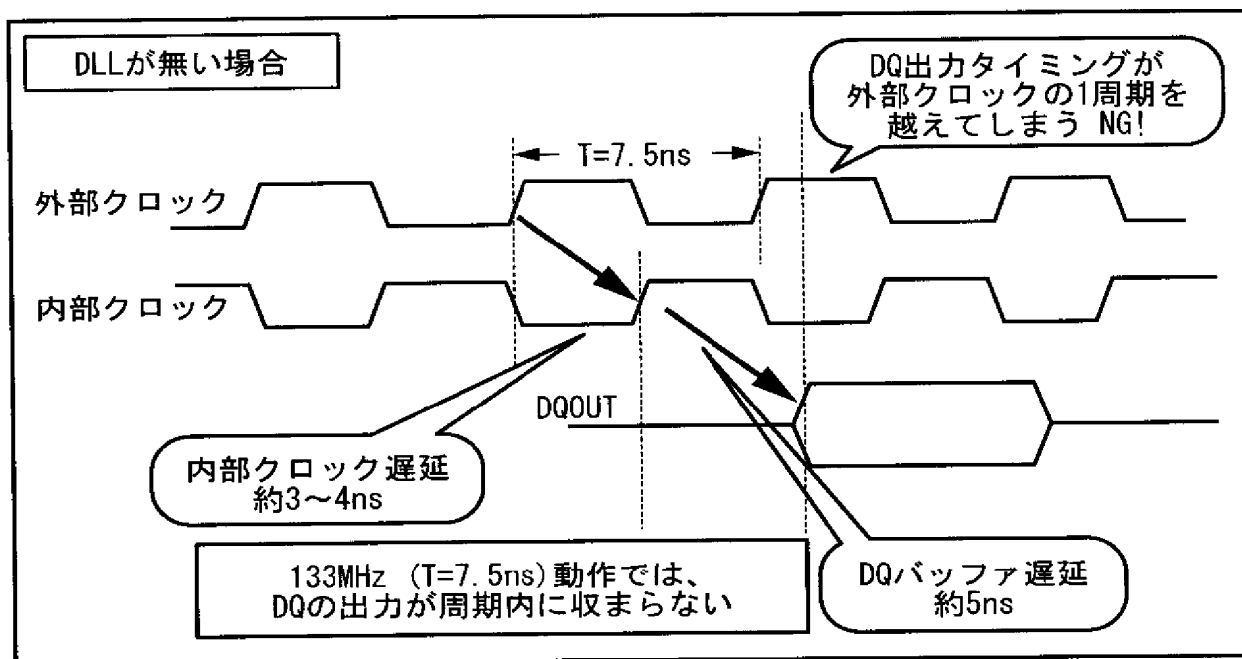 DLLが無い場合
DQ出力タイミングが
外部クロックの1周期を
越えてしまう NG!
T=7.5ns
外部クロック
内部クロック
DQOUT
内部クロック遅延
約3～4ns
133MHz (T=7.5ns)動作では、
DQの出力が周期内に収まらない
DQバッファ遅延
約5ns